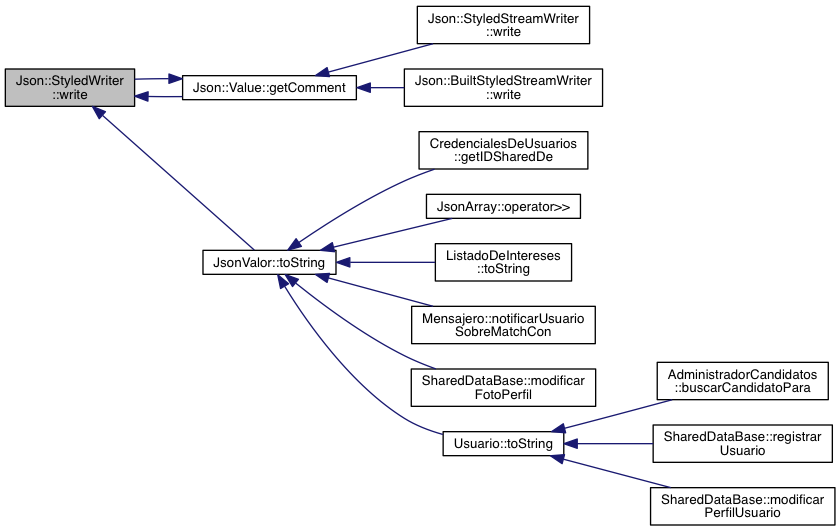 Json::StyledWriter
::write
Json::Value::getComment
Json::StyledStreamWriter
::write
Json::BuiltStyledStreamWriter
::write
JsonValor::toString
CredencialesDeUsuarios
::getIDSharedDe
JsonArray::operator>>
ListadoDeIntereses
::toString
Mensajero::notificarUsuario
SobreMatchCon
SharedDataBase::modificar
FotoPerfil
Usuario::toString
AdministradorCandidatos
::buscarCandidatoPara
SharedDataBase::registrar
Usuario
SharedDataBase::modificar
PerfilUsuario